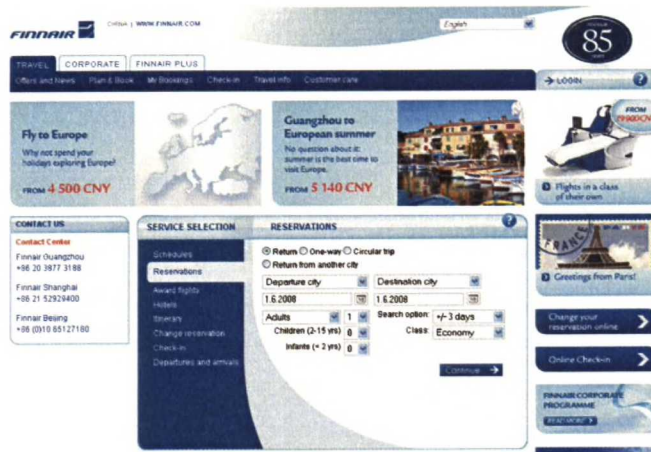 FINNAIR
CHINA | WWW.FINNAIR.COM
English
85
TRAVEL
CORPORATE
FINNAIR PLUS
Offers and News
Plan & Book
My Bookings
Check-in
Travel info
Customer care
LOGIN
?
Fly to Europe
Why not spend your
holidays exploring Europe?
FROM 4 500 CNY
Guangzhou to
European summer
No question about it:
summer is the best time to
visit Europe.
FROM 5 140 CNY
FROM
Flights in a class
of their own
CONTACT US
Contact Center
Finnair Guangzhou
+86 20 3877 3188
Finnair Shanghai
+86 21 52929400
Finnair Beijing
+86 (0)10 65127180
SERVICE SELECTION
Schedules
Reservations
Award flights
Hotels
Itinerary
Change reservation
Check-in
Departures and arrivals
RESERVATIONS
?
Return One-way Circular trip
Return from another city
Departure city
Destination city
1.6.2008
1.6.2008
Adults 1
Search option: +/- 3 days
Children (2-15 yrs) 0
Class: Economy
Infants (< 2 yrs) 0
Continue
FRANCE
Greetings from Paris!
Change your
reservation online
Online Check-in
FINNAIR CORPORATE
PROGRAMME
READ MORE